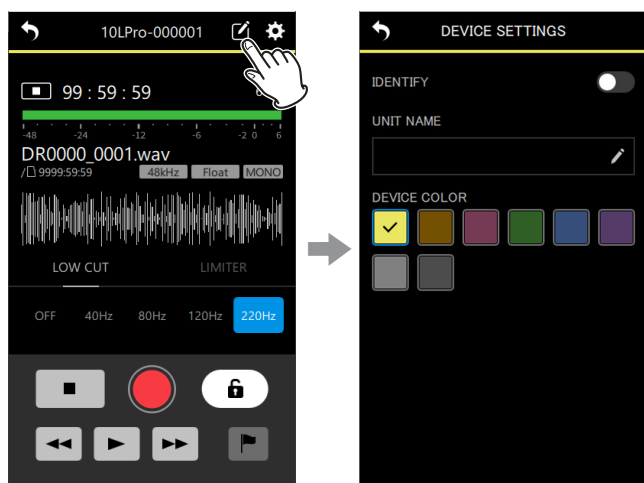 10LPro-000001
99 : 59 : 59
-48 -24 -12 -6 -2 0 6
DR0000_0001.wav
/ 9999:59:59 48kHz Float MONO
LOW CUT LIMITER
OFF 40Hz 80Hz 120Hz 220Hz
DEVICE SETTINGS
IDENTIFY
UNIT NAME
DEVICE COLOR